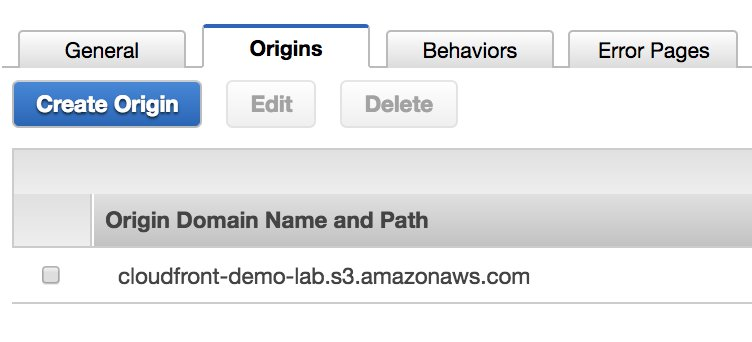 General Origins Behaviors Error Pages
Create Origin Edit Delete
Origin Domain Name and Path
cloudfront-demo-lab.s3.amazonaws.com